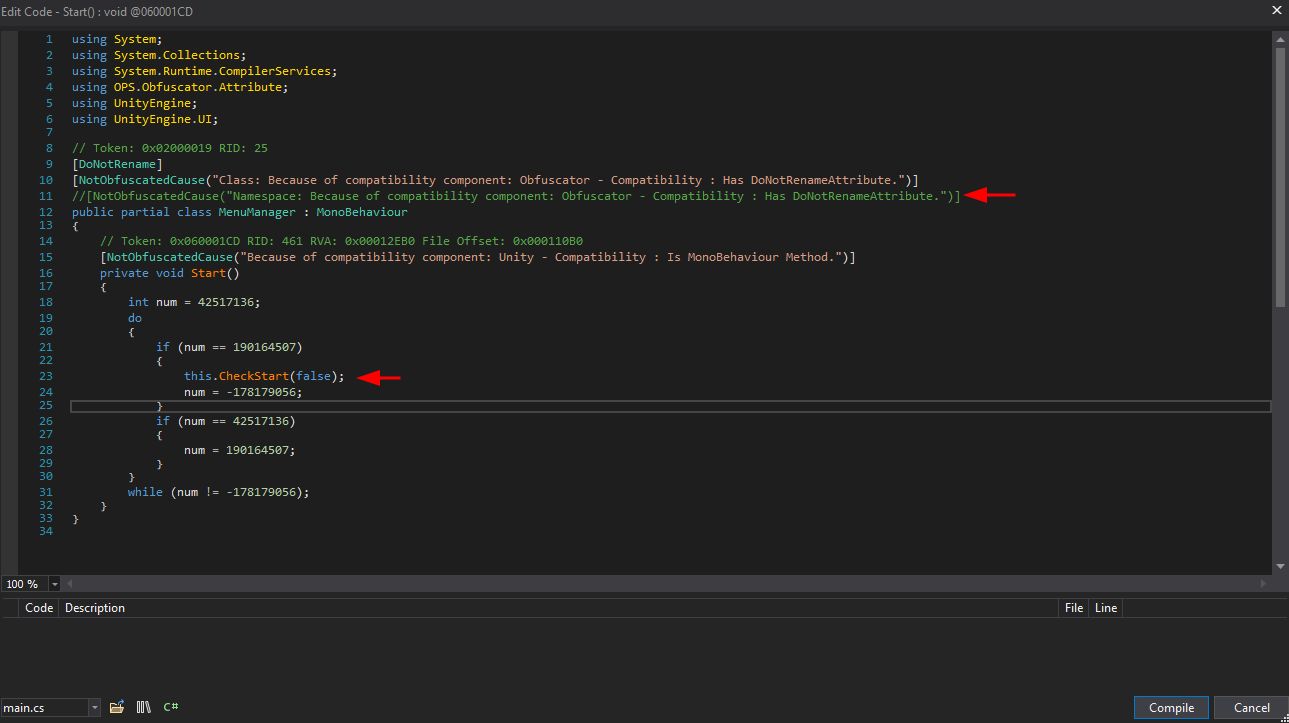 Edit Code - Start() : void @060001CD
1 using System;
2 using System.Collections;
3 using System.Runtime.CompilerServices;
4 using OPS.Obfuscator.Attribute;
5 using UnityEngine;
6 using UnityEngine.UI;
7
8 // Token: 0x02000019 RID: 25
9 [DoNotRename]
10 [NotObfuscatedCause("Class: Because of compatibility component: Obfuscator - Compatibility : Has DoNotRenameAttribute.")]
11 //[NotObfuscatedCause("Namespace: Because of compatibility component: Obfuscator - Compatibility : Has DoNotRenameAttribute.")]
12 public partial class MenuManager : MonoBehaviour
13 {
14 // Token: 0x060001CD RID: 461 RVA: 0x00012EB0 File Offset: 0x000110B0
15 [NotObfuscatedCause("Because of compatibility component: Unity - Compatibility : Is MonoBehaviour Method.")]
16 private void Start()
17 {
18 int num = 42517136;
19 do
20 {
21 if (num == 190164507)
22 {
23 this.CheckStart(false);
24 num = -178179056;
25 }
26 if (num == 42517136)
27 {
28 num = 190164507;
29 }
30 }
31 while (num != -178179056);
32 }
33 }
34
100 %
Code Description File Line
main.cs C# Compile Cancel